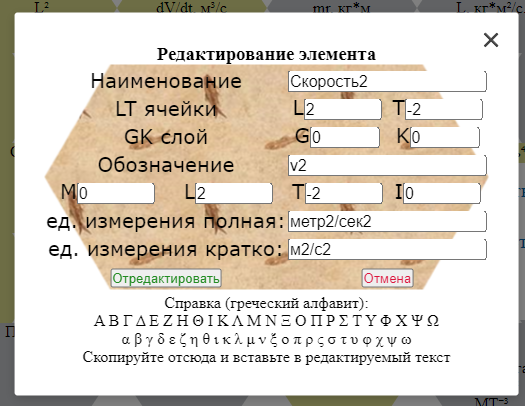 L²
dV/dt, м³/с
mr, кг*м
L, кг*м²/с
Редактирование элемента
Наименование Скорость2
LT ячейки L 2 T -2
GK слой G 0 K 0
Обозначение v2
M 0 L 2 T -2 I 0
ед. измерения полная: метр2/сек2
ед. измерения кратко: м2/с2
Отредактировать Отмена
Справка (греческий алфавит):
Α Β Γ Δ Ε Ζ Η Θ Ι Κ Λ Μ Ν Ξ Ο Π Ρ Σ Τ Υ Φ Χ Ψ Ω
α β γ δ ε ζ η θ ι κ λ μ ν ξ ο π ρ ς σ τ υ φ χ ψ ω
Скопируйте отсюда и вставьте в редактируемый текст
MT⁻³